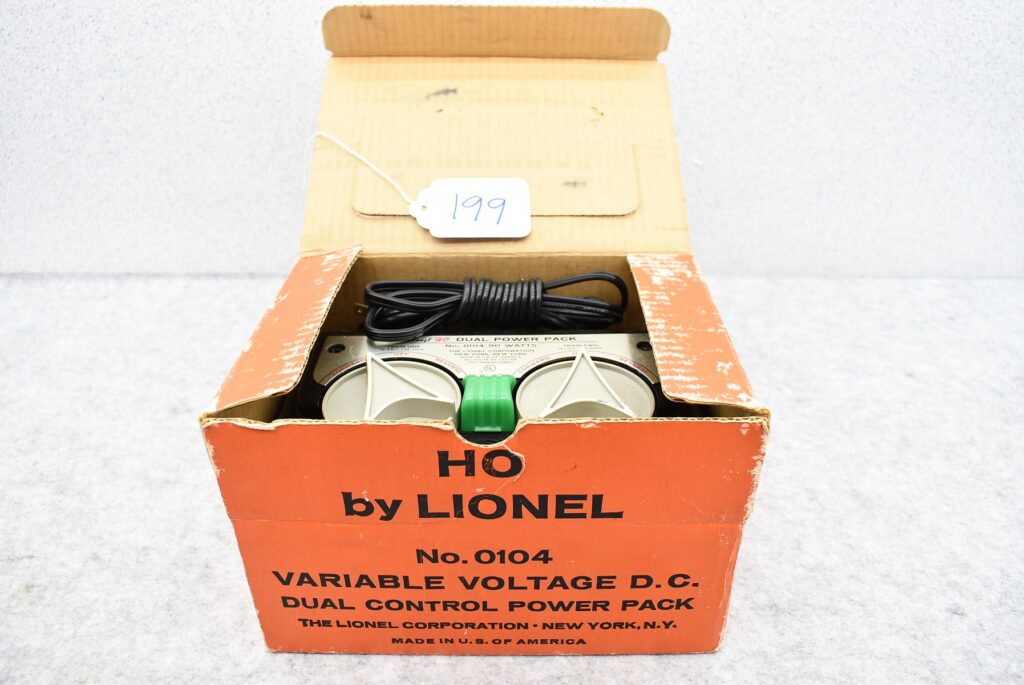 199
DUAL POWER PACK
No. 0104 90 WATTS
THE LIONEL CORPORATION
NEW YORK, NEW YORK
HO
by LIONEL
No. 0104
VARIABLE VOLTAGE D.C.
DUAL CONTROL POWER PACK
THE LIONEL CORPORATION • NEW YORK, N.Y.
MADE IN U.S. OF AMERICA